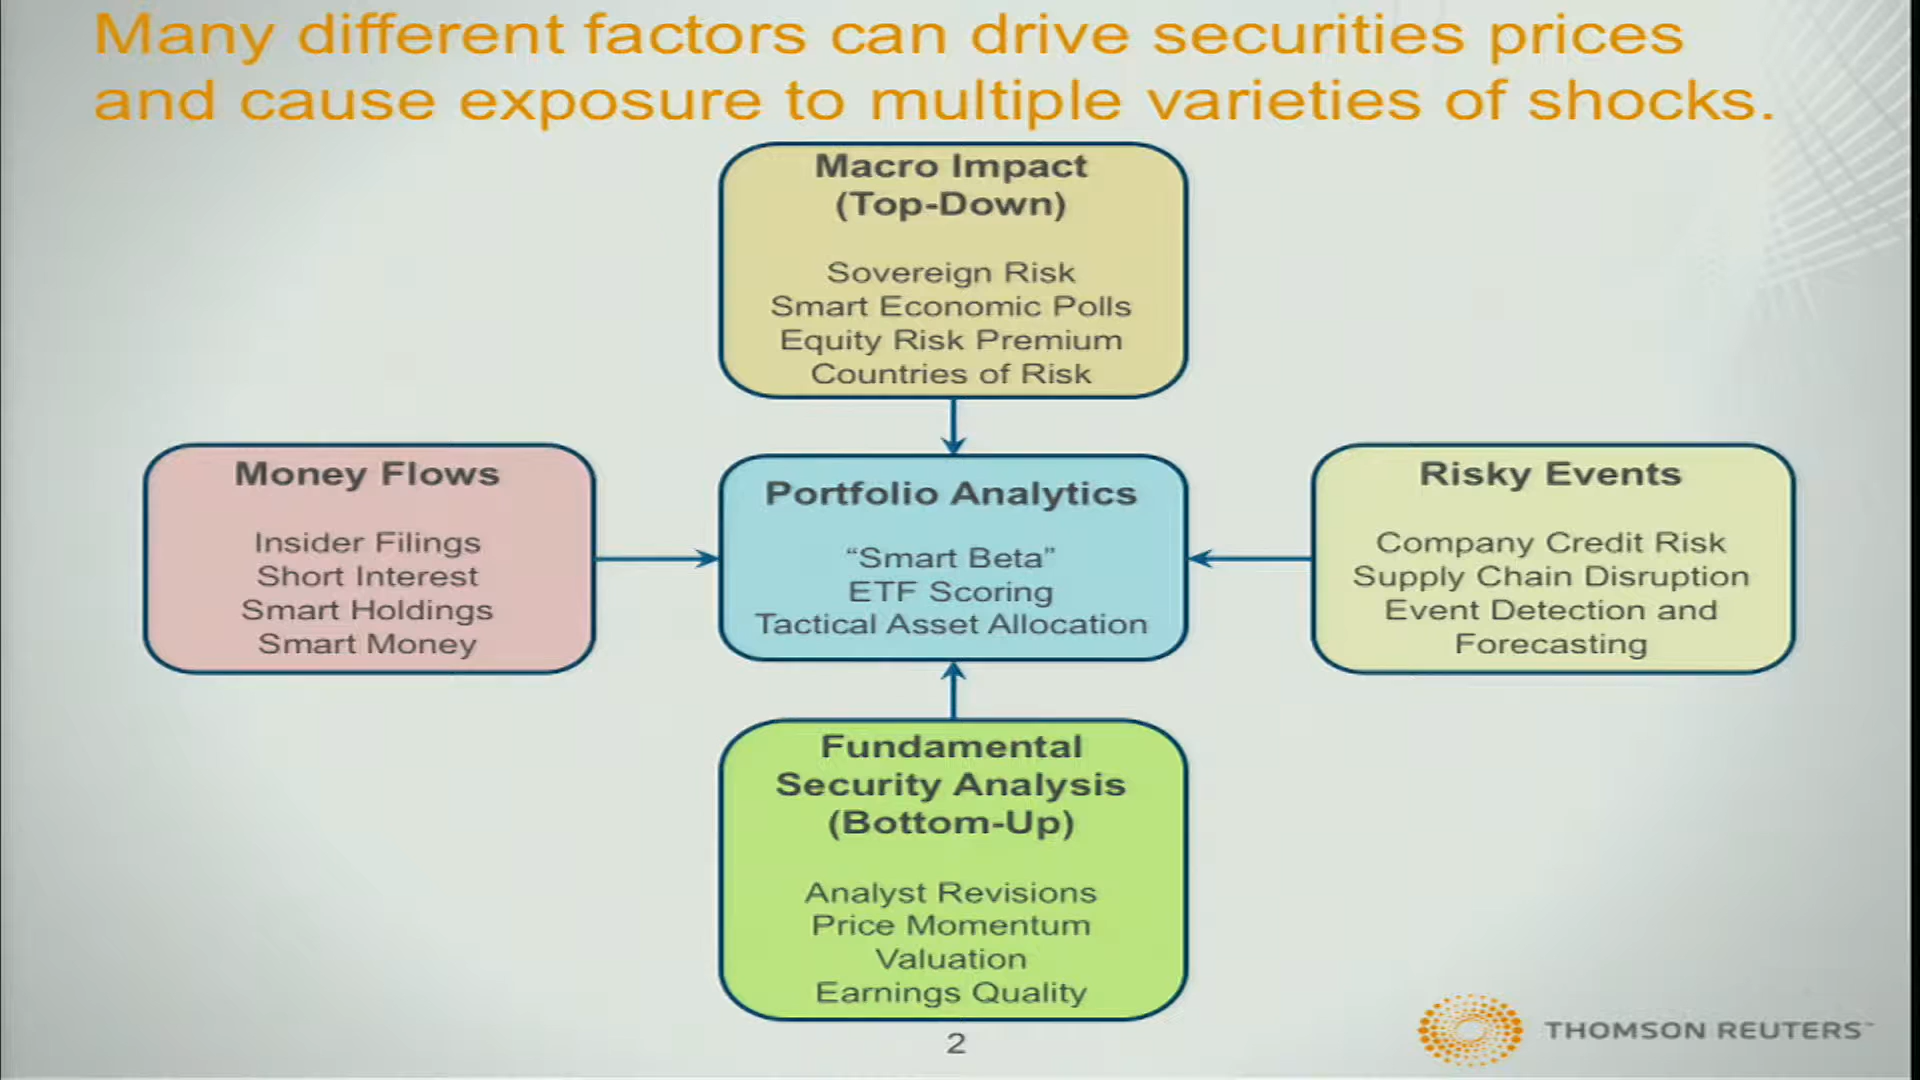 Many different factors can drive securities prices
and cause exposure to multiple varieties of shocks.
Macro Impact
(Top-Down)
Sovereign Risk
Smart Economic Polls
Equity Risk Premium
Countries of Risk
Money Flows
Insider Filings
Short Interest
Smart Holdings
Smart Money
Portfolio Analytics
“Smart Beta”
ETF Scoring
Tactical Asset Allocation
Risky Events
Company Credit Risk
Supply Chain Disruption
Event Detection and
Forecasting
Fundamental
Security Analysis
(Bottom-Up)
Analyst Revisions
Price Momentum
Valuation
Earnings Quality
2
THOMSON REUTERS™